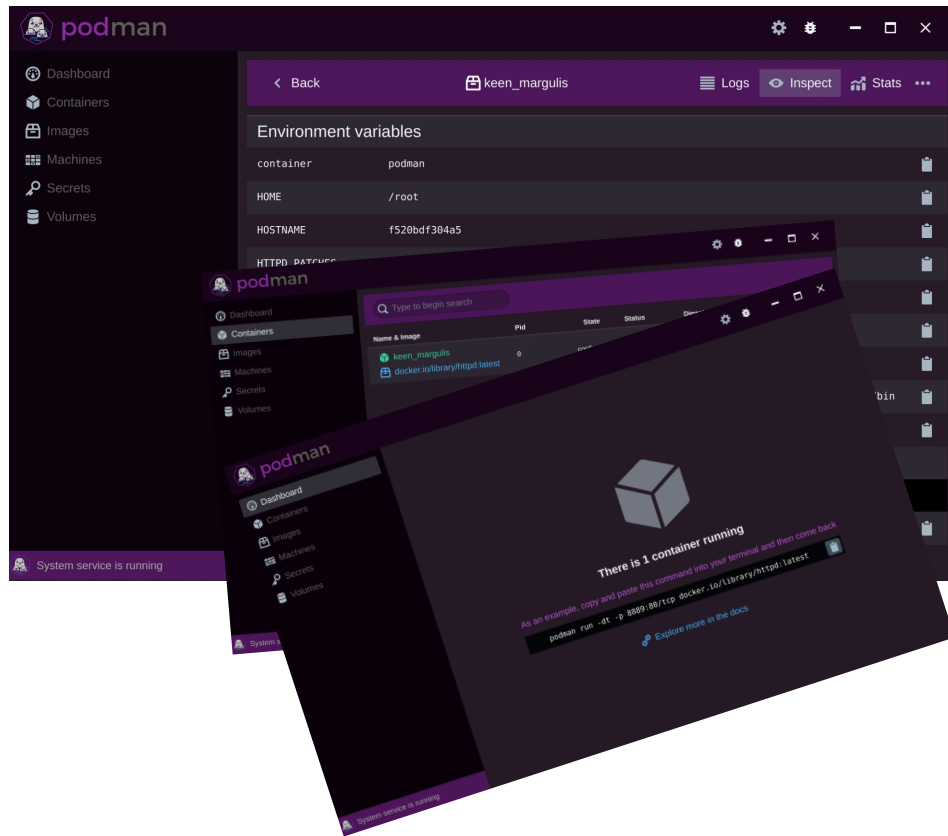 podman
Dashboard
Containers
Images
Machines
Secrets
Volumes
System service is running
Back
keen_margulis
Logs
Inspect
Stats
Environment variables
container podman
HOME /root
HOSTNAME f520bdf304a5
HTTPD_PATCHES
bin
podman
Dashboard
Containers
Images
Machines
Secrets
Volumes
System
Type to begin search
Name & Image Pid State Status
keen_margulis 0
docker.io/library/httpd:latest
podman
Dashboard
Containers
Images
Machines
Secrets
Volumes
System service is running
There is 1 container running
As an example, copy and paste this command into your terminal and then come back
podman run -dt -p 8889:80/tcp docker.io/library/httpd:latest
Explore more in the docs